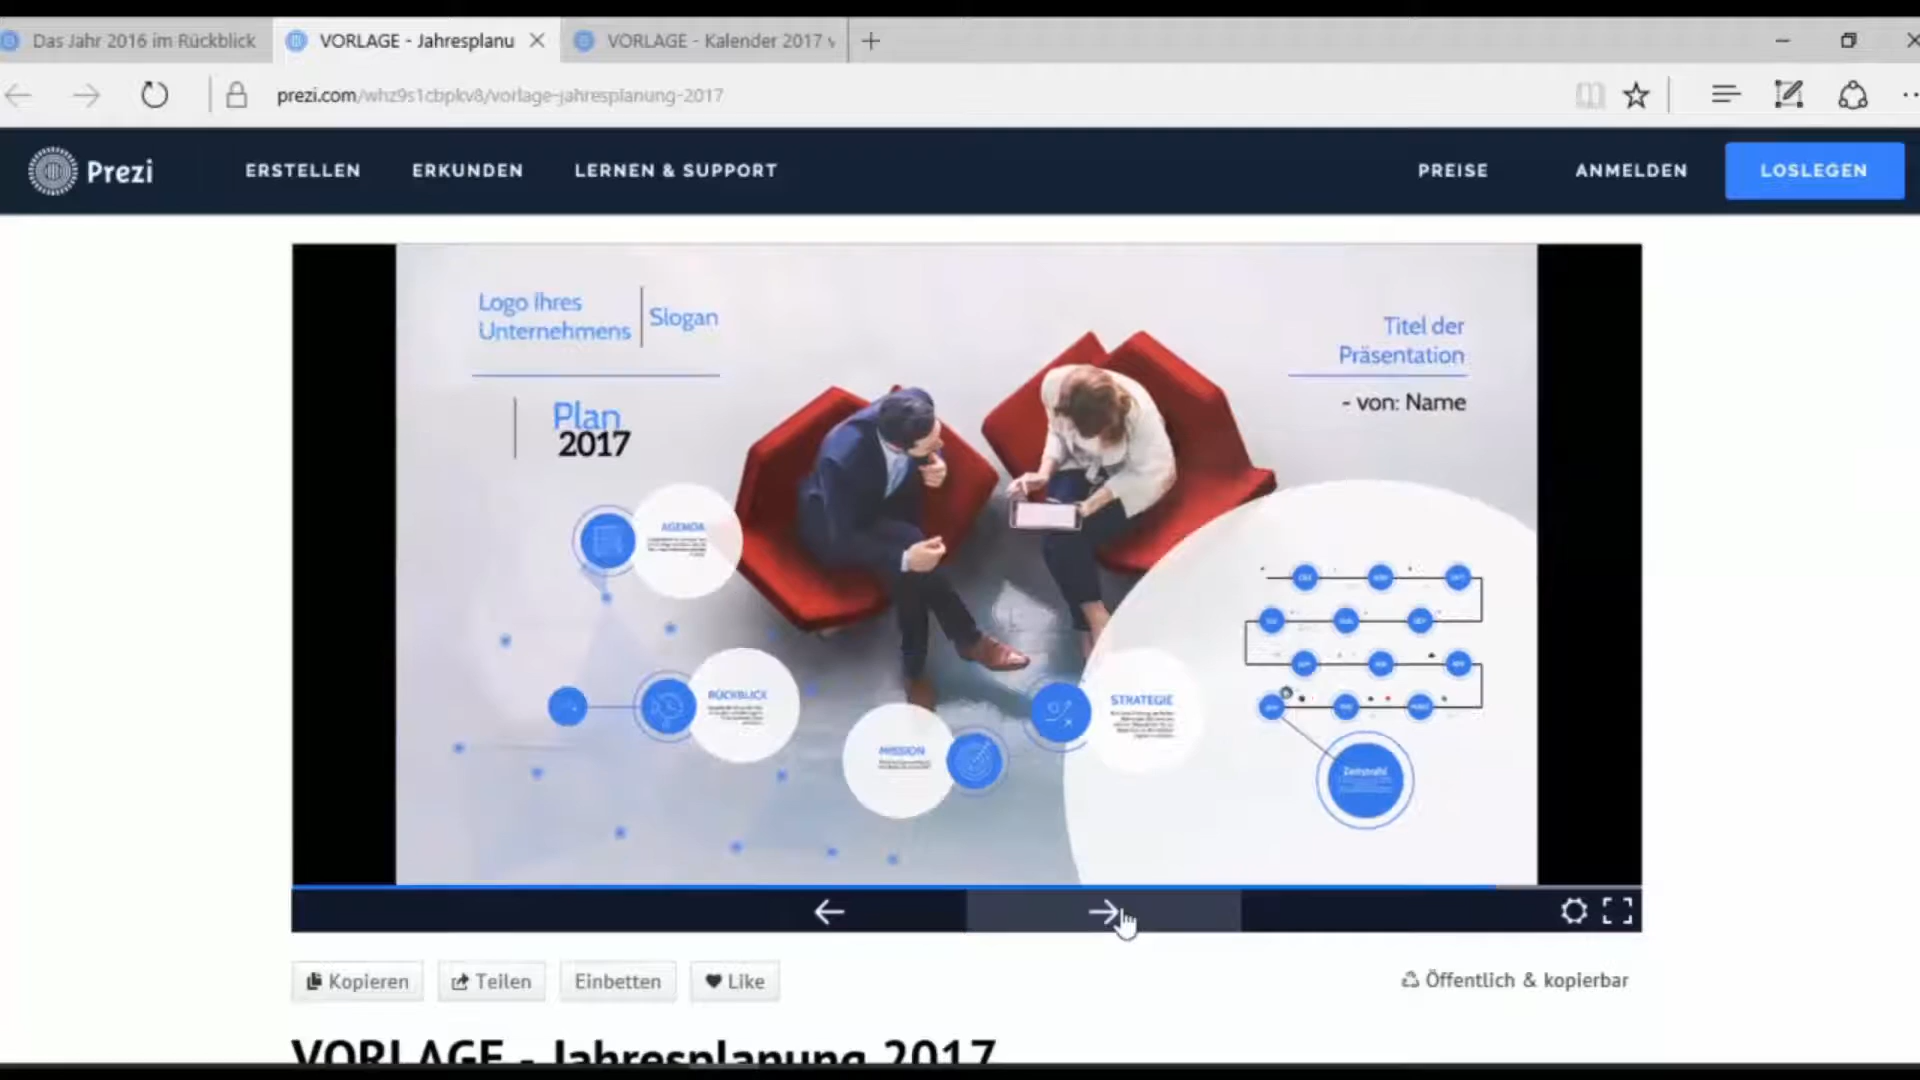 Das Jahr 2016 im Rückblick
VORLAGE - Jahresplanu
VORLAGE - Kalender 2017 v
prezi.com/whz9s1cbpkv8/vorlage-jahresplanung-2017
Prezi
ERSTELLEN
ERKUNDEN
LERNEN & SUPPORT
PREISE
ANMELDEN
LOSLEGEN
Logo Ihres
Unternehmens
Slogan
Titel der
Präsentation
- von: Name
Plan
2017
AGENDA
RÜCKBLICK
MISSION
STRATEGIE
Zeitstrahl
Kopieren
Teilen
Einbetten
Like
Öffentlich & kopierbar
VORLAGE - Jahresplanung 2017